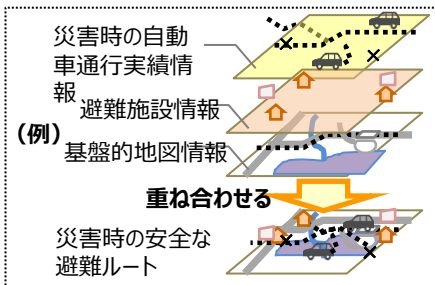 災害時の自動
車通行実績情
報
避難施設情報
(例)
基盤的地図情報
重ね合わせる
災害時の安全な
避難ルート